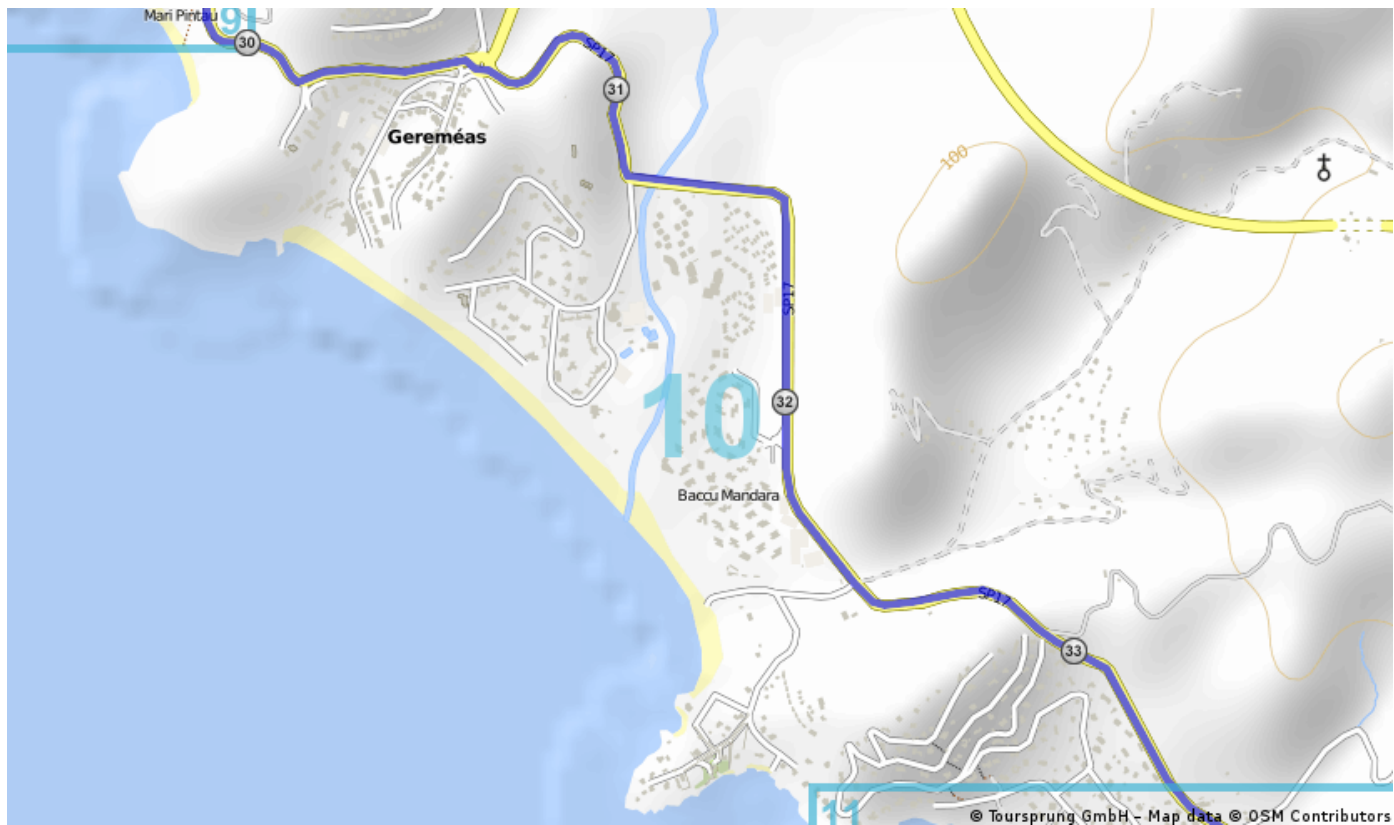 Mari Pintau
9
30
SP17
31
Gereméas
100
SP17
32
10
Baccu Mandara
SP17
33
11
© Toursprung GmbH – Map data © OSM Contributors